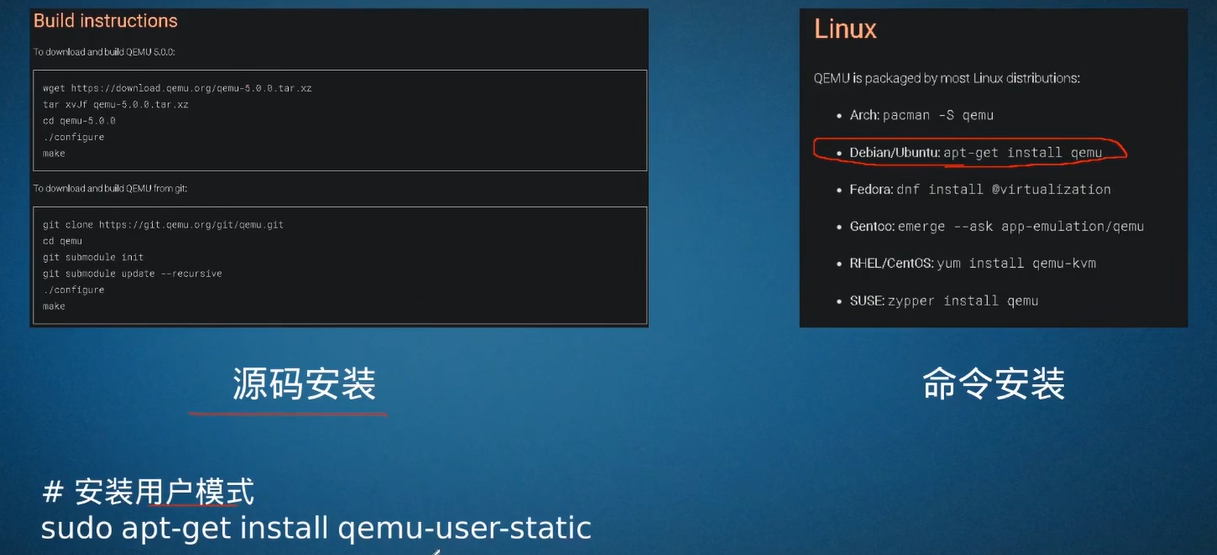 Build instructions
To download and build QEMU 5.0.0:
wget https://download.qemu.org/qemu-5.0.0.tar.xz
tar xvJf qemu-5.0.0.tar.xz
cd qemu-5.0.0
./configure
make
To download and build QEMU from git:
git clone https://git.qemu.org/git/qemu.git
cd qemu
git submodule init
git submodule update --recursive
./configure
make
源码安装
Linux
QEMU is packaged by most Linux distributions:
• Arch: pacman -S qemu
• Debian/Ubuntu: apt-get install qemu
• Fedora: dnf install @virtualization
• Gentoo: emerge --ask app-emulation/qemu
• RHEL/CentOS: yum install qemu-kvm
• SUSE: zypper install qemu
命令安装
# 安装用户模式
sudo apt-get install qemu-user-static